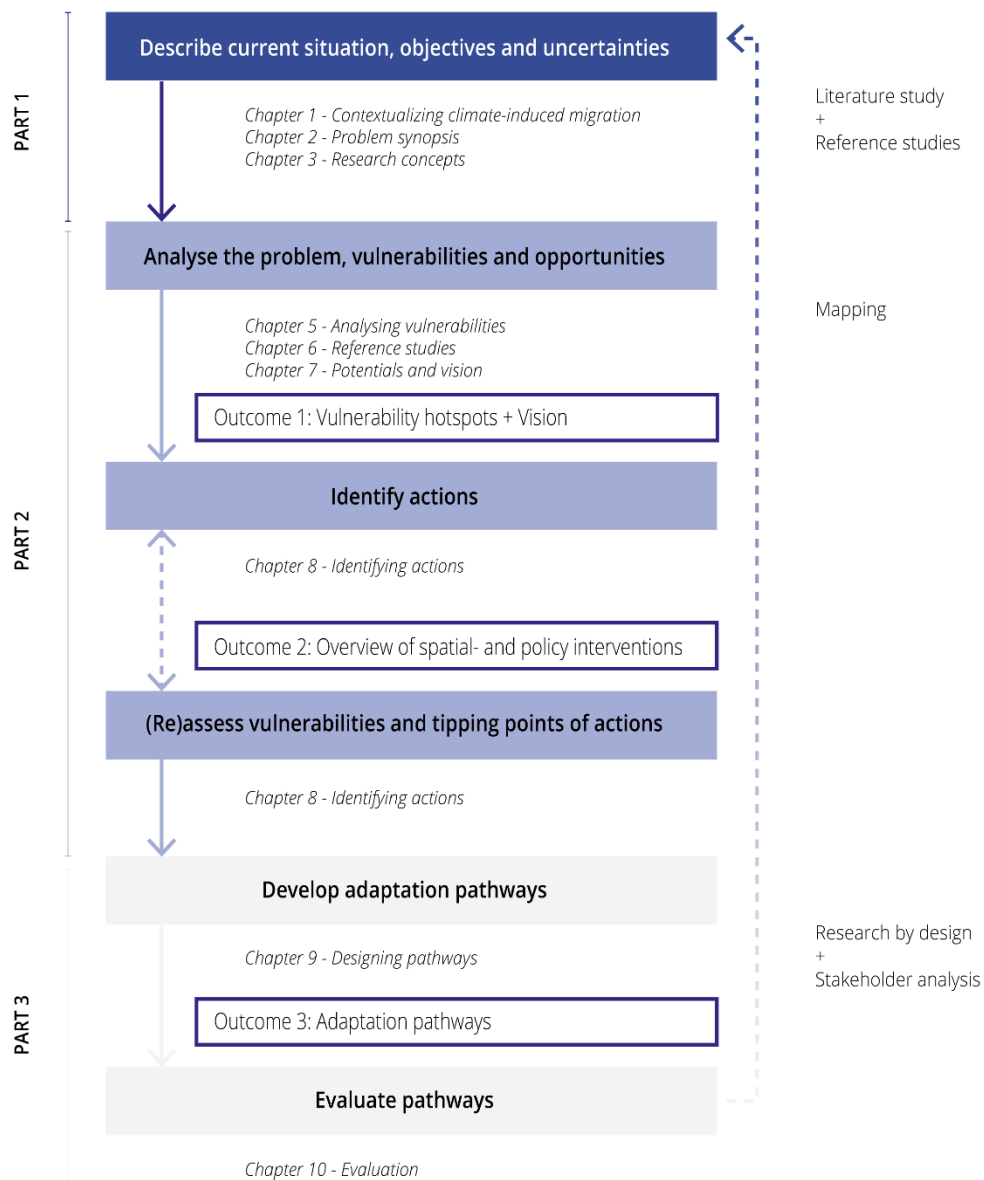 PART 1
Describe current situation, objectives and uncertainties
Chapter 1 - Contextualizing climate-induced migration
Chapter 2 - Problem synopsis
Chapter 3 - Research concepts
Literature study
+
Reference studies
PART 2
Analyse the problem, vulnerabilities and opportunities
Chapter 5 - Analysing vulnerabilities
Chapter 6 - Reference studies
Chapter 7 - Potentials and vision
Mapping
Outcome 1: Vulnerability hotspots + Vision
Identify actions
Chapter 8 - Identifying actions
Outcome 2: Overview of spatial- and policy interventions
(Re)assess vulnerabilities and tipping points of actions
Chapter 8 - Identifying actions
PART 3
Develop adaptation pathways
Chapter 9 - Designing pathways
Research by design
+
Stakeholder analysis
Outcome 3: Adaptation pathways
Evaluate pathways
Chapter 10 - Evaluation